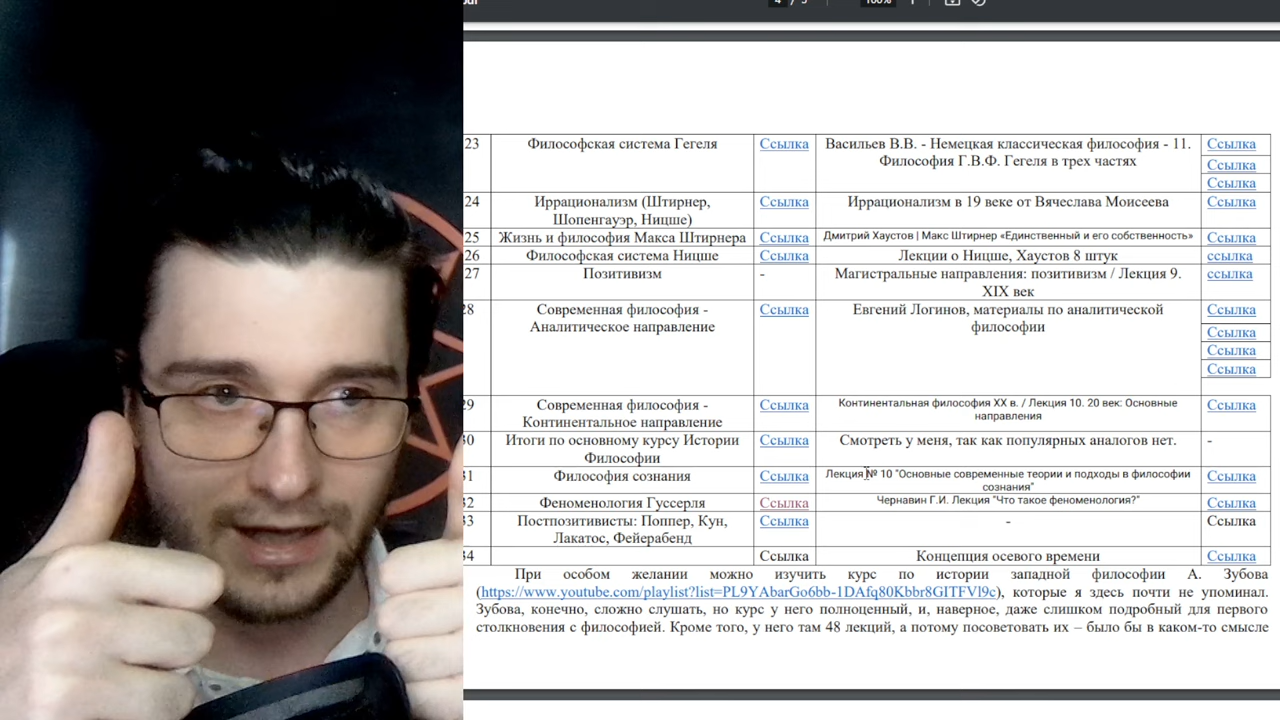 4 / 5
100%
23
Философская система Гегеля
Ссылка
Васильев В.В. - Немецкая классическая философия - 11.
Философия Г.В.Ф. Гегеля в трех частях
Ссылка
Ссылка
Ссылка
24
Иррационализм (Штирнер,
Шопенгауэр, Ницше)
Ссылка
Иррационализм в 19 веке от Вячеслава Моисеева
Ссылка
25
Жизнь и философия Макса Штирнера
Ссылка
Дмитрий Хаустов | Макс Штирнер «Единственный и его собственность»
Ссылка
26
Философская система Ницше
Ссылка
Лекции о Ницше, Хаустов 8 штук
ссылка
27
Позитивизм
-
Магистральные направления: позитивизм / Лекция 9.
XIX век
ссылка
28
Современная философия -
Аналитическое направление
Ссылка
Евгений Логинов, материалы по аналитической
философии
Ссылка
Ссылка
Ссылка
Ссылка
29
Современная философия -
Континентальное направление
Ссылка
Континентальная философия XX в. / Лекция 10. 20 век: Основные
направления
Ссылка
30
Итоги по основному курсу Истории
Философии
Ссылка
Смотреть у меня, так как популярных аналогов нет.
-
31
Философия сознания
Ссылка
Лекция № 10 "Основные современные теории и подходы в философии
сознания"
Ссылка
32
Феноменология Гуссерля
Ссылка
Чернавин Г.И. Лекция "Что такое феноменология?"
Ссылка
33
Постпозитивисты: Поппер, Кун,
Лакатос, Фейерабенд
Ссылка
-
Ссылка
34
Ссылка
Концепция осевого времени
Ссылка
При особом желании можно изучить курс по истории западной философии А. Зубова
(https://www.youtube.com/playlist?list=PL9YAbarGo6bb-1DAfq80Kbbr8GITFVl9c), которые я здесь почти не упоминал.
Зубова, конечно, сложно слушать, но курс у него полноценный, и, наверное, даже слишком подробный для первого
столкновения с философией. Кроме того, у него там 48 лекций, а потому посоветовать их – было бы в каком-то смысле